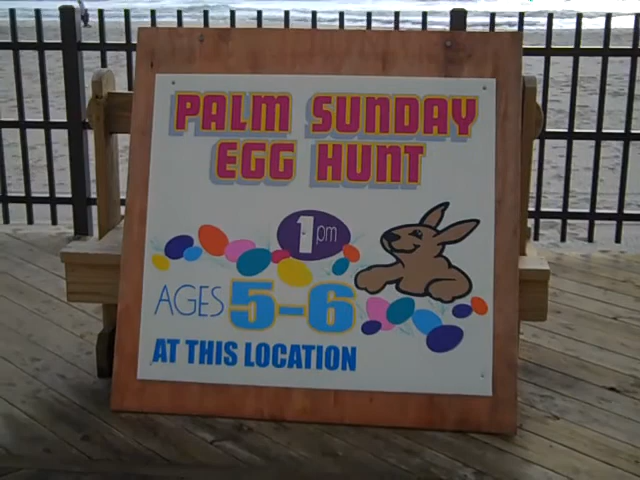 PALM SUNDAY
EGG HUNT
1pm
AGES 5-6
AT THIS LOCATION